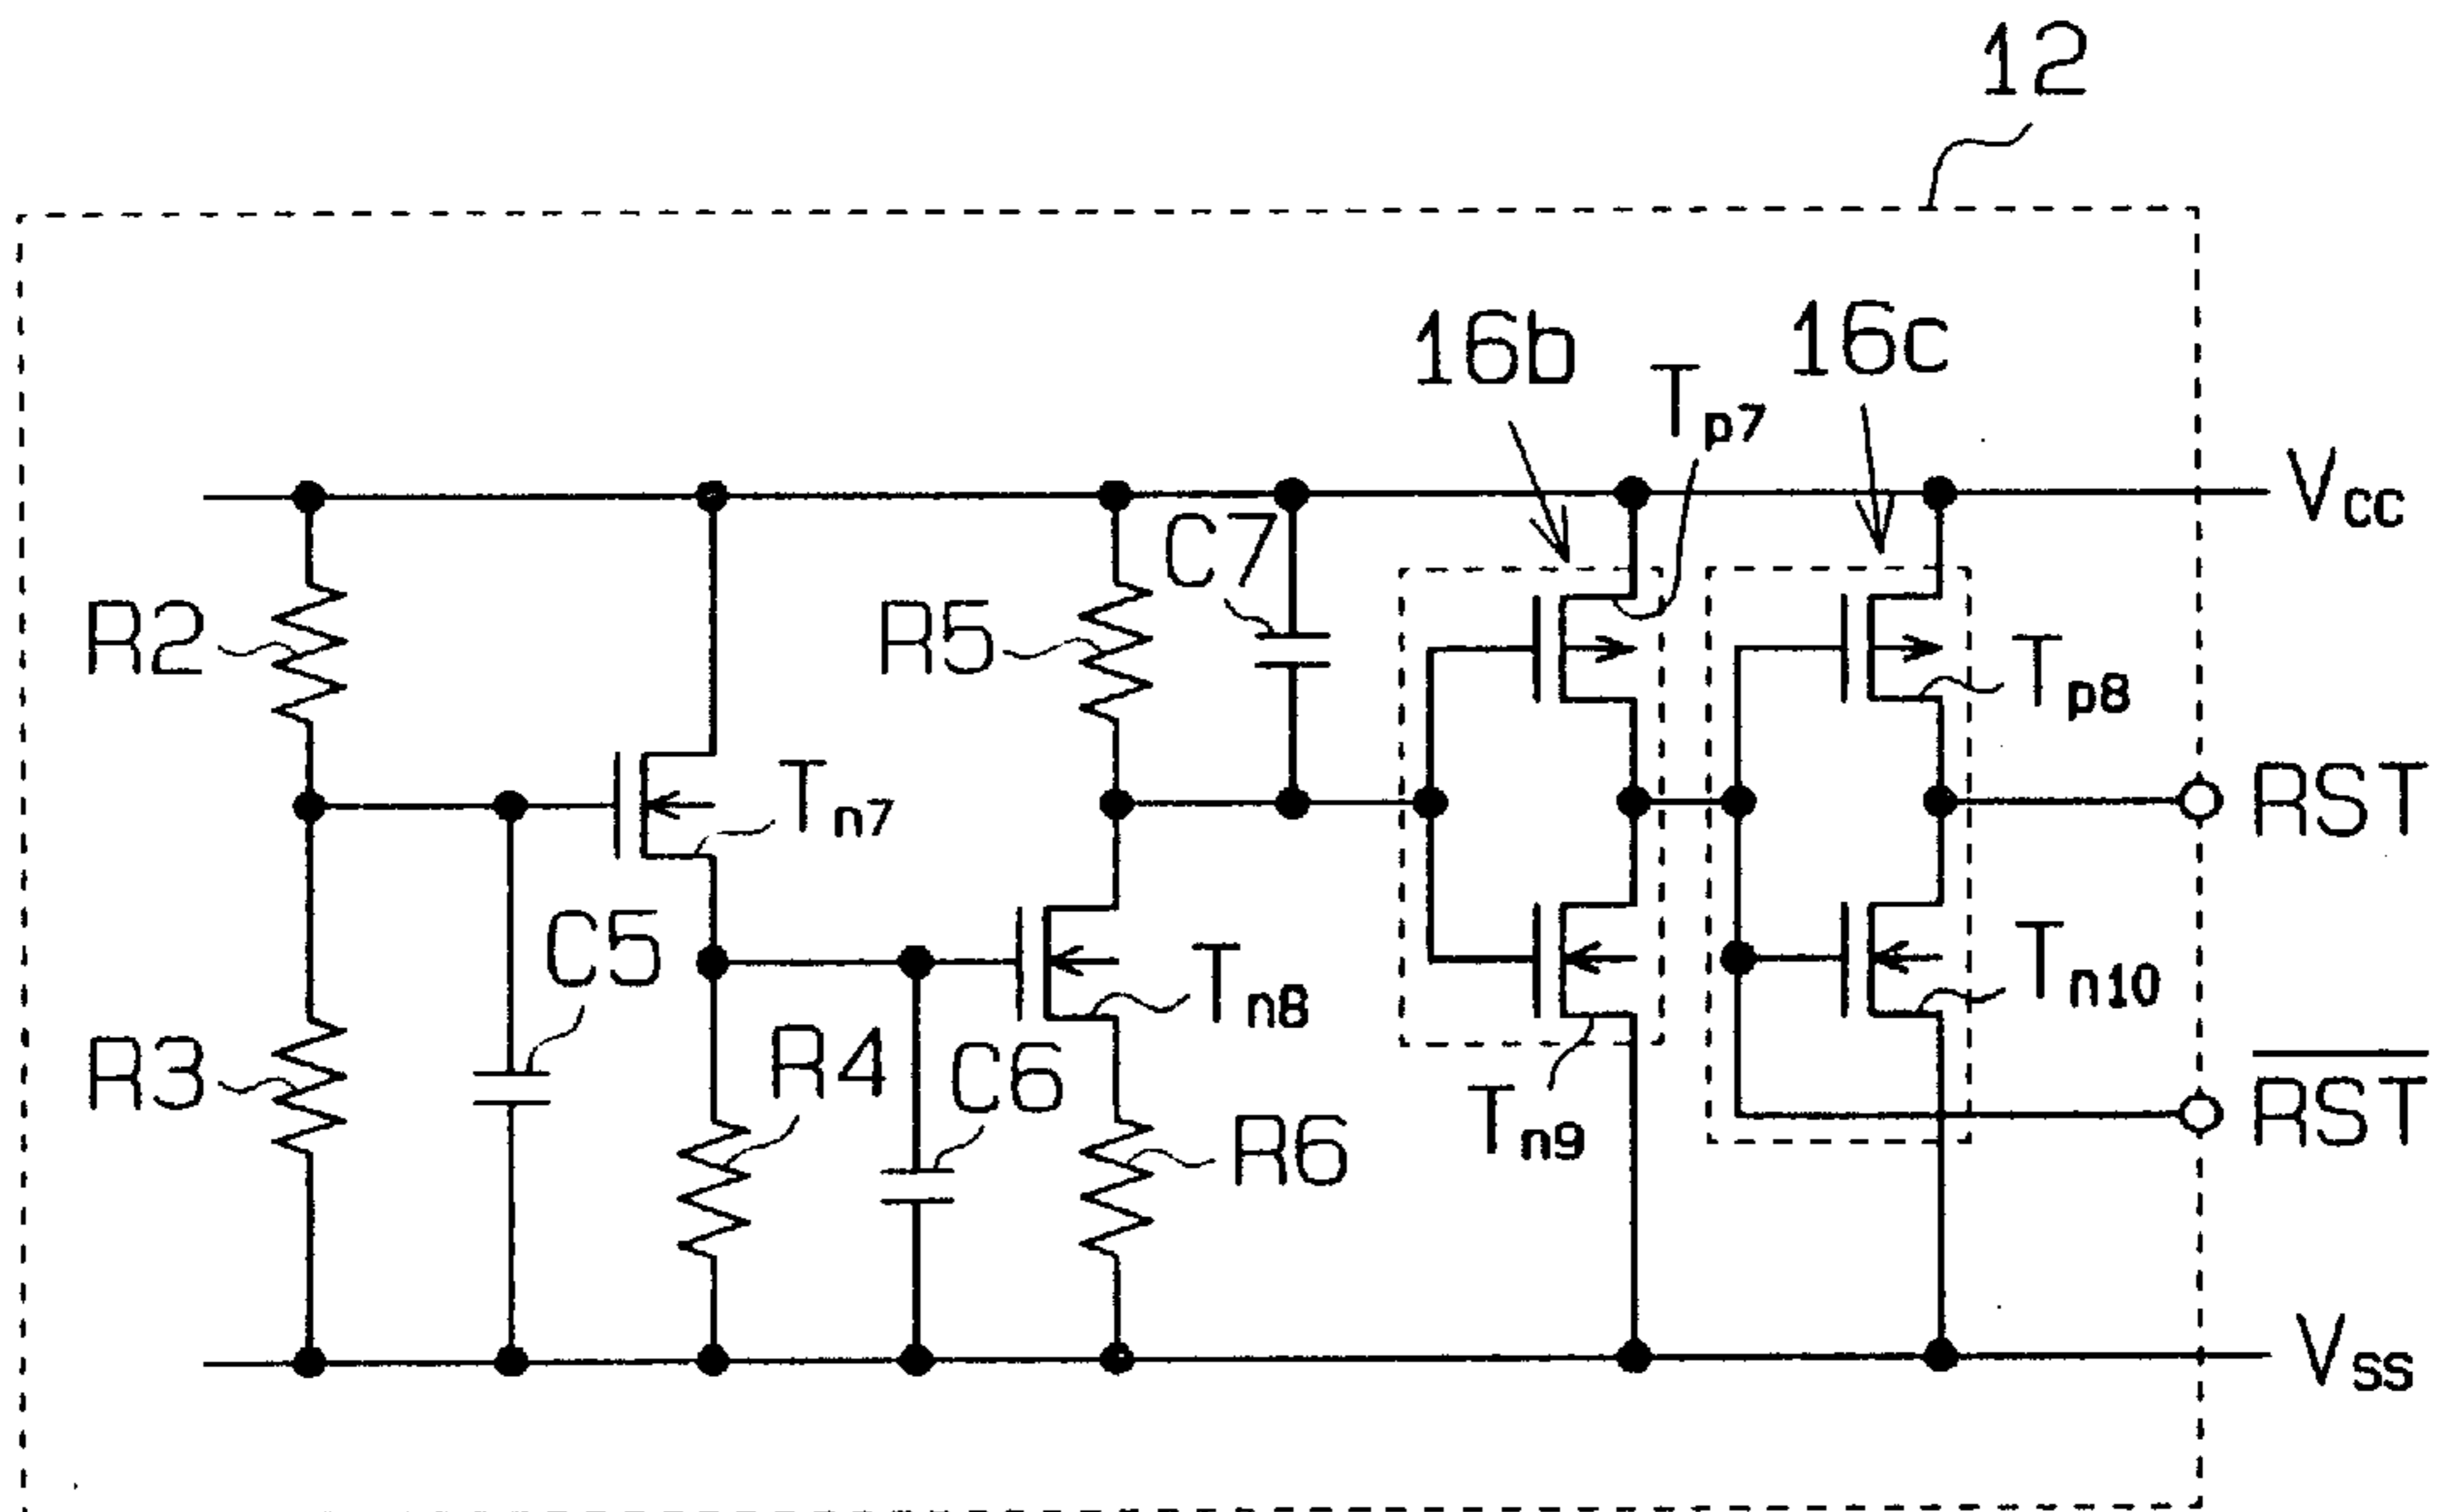 12
16b
16c
Tp7
VCC
C7
R2
R5
Tp8
Tn7
RST
C5
Tn8
Tn10
R3
R4
C6
R6
Tn9
R̅S̅T̅
VSS